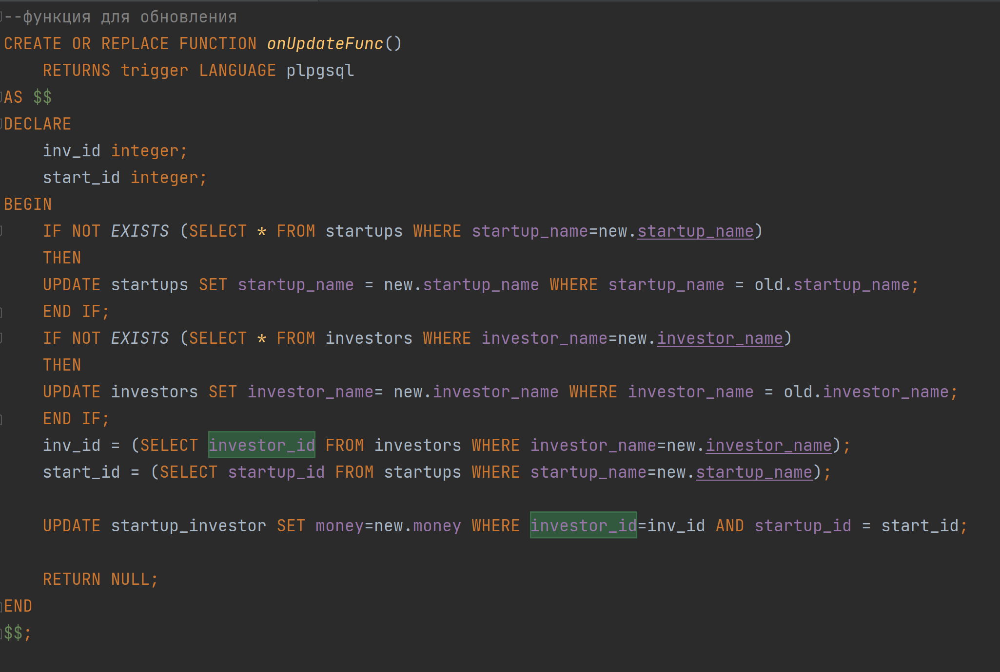 --функция для обновления
CREATE OR REPLACE FUNCTION onUpdateFunc()
    RETURNS trigger LANGUAGE plpgsql
AS $$
DECLARE
    inv_id integer;
    start_id integer;
BEGIN
    IF NOT EXISTS (SELECT * FROM startups WHERE startup_name=new.startup_name)
    THEN
    UPDATE startups SET startup_name = new.startup_name WHERE startup_name = old.startup_name;
    END IF;
    IF NOT EXISTS (SELECT * FROM investors WHERE investor_name=new.investor_name)
    THEN
    UPDATE investors SET investor_name= new.investor_name WHERE investor_name = old.investor_name;
    END IF;
    inv_id = (SELECT investor_id FROM investors WHERE investor_name=new.investor_name);
    start_id = (SELECT startup_id FROM startups WHERE startup_name=new.startup_name);
    UPDATE startup_investor SET money=new.money WHERE investor_id=inv_id AND startup_id = start_id;
    RETURN NULL;
END
$$;